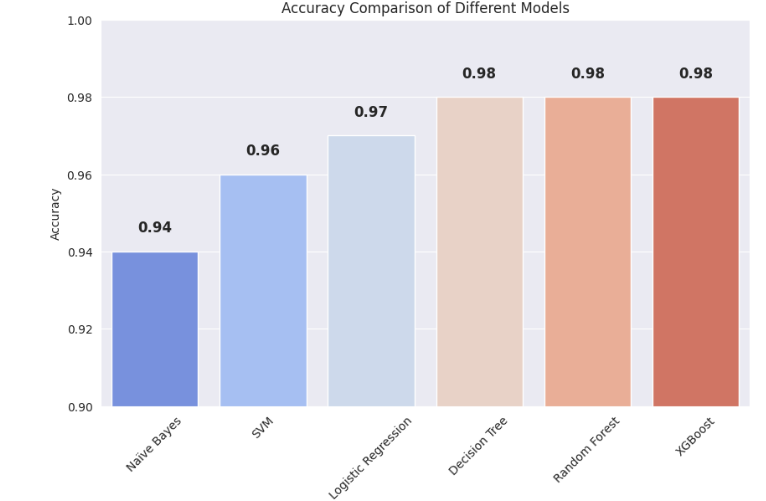 Accuracy Comparison of Different Models
1.00
0.98
0.96
0.94
0.92
0.90
Accuracy
0.94
0.96
0.97
0.98
0.98
0.98
Naïve Bayes
SVM
Logistic Regression
Decision Tree
Random Forest
XGBoost